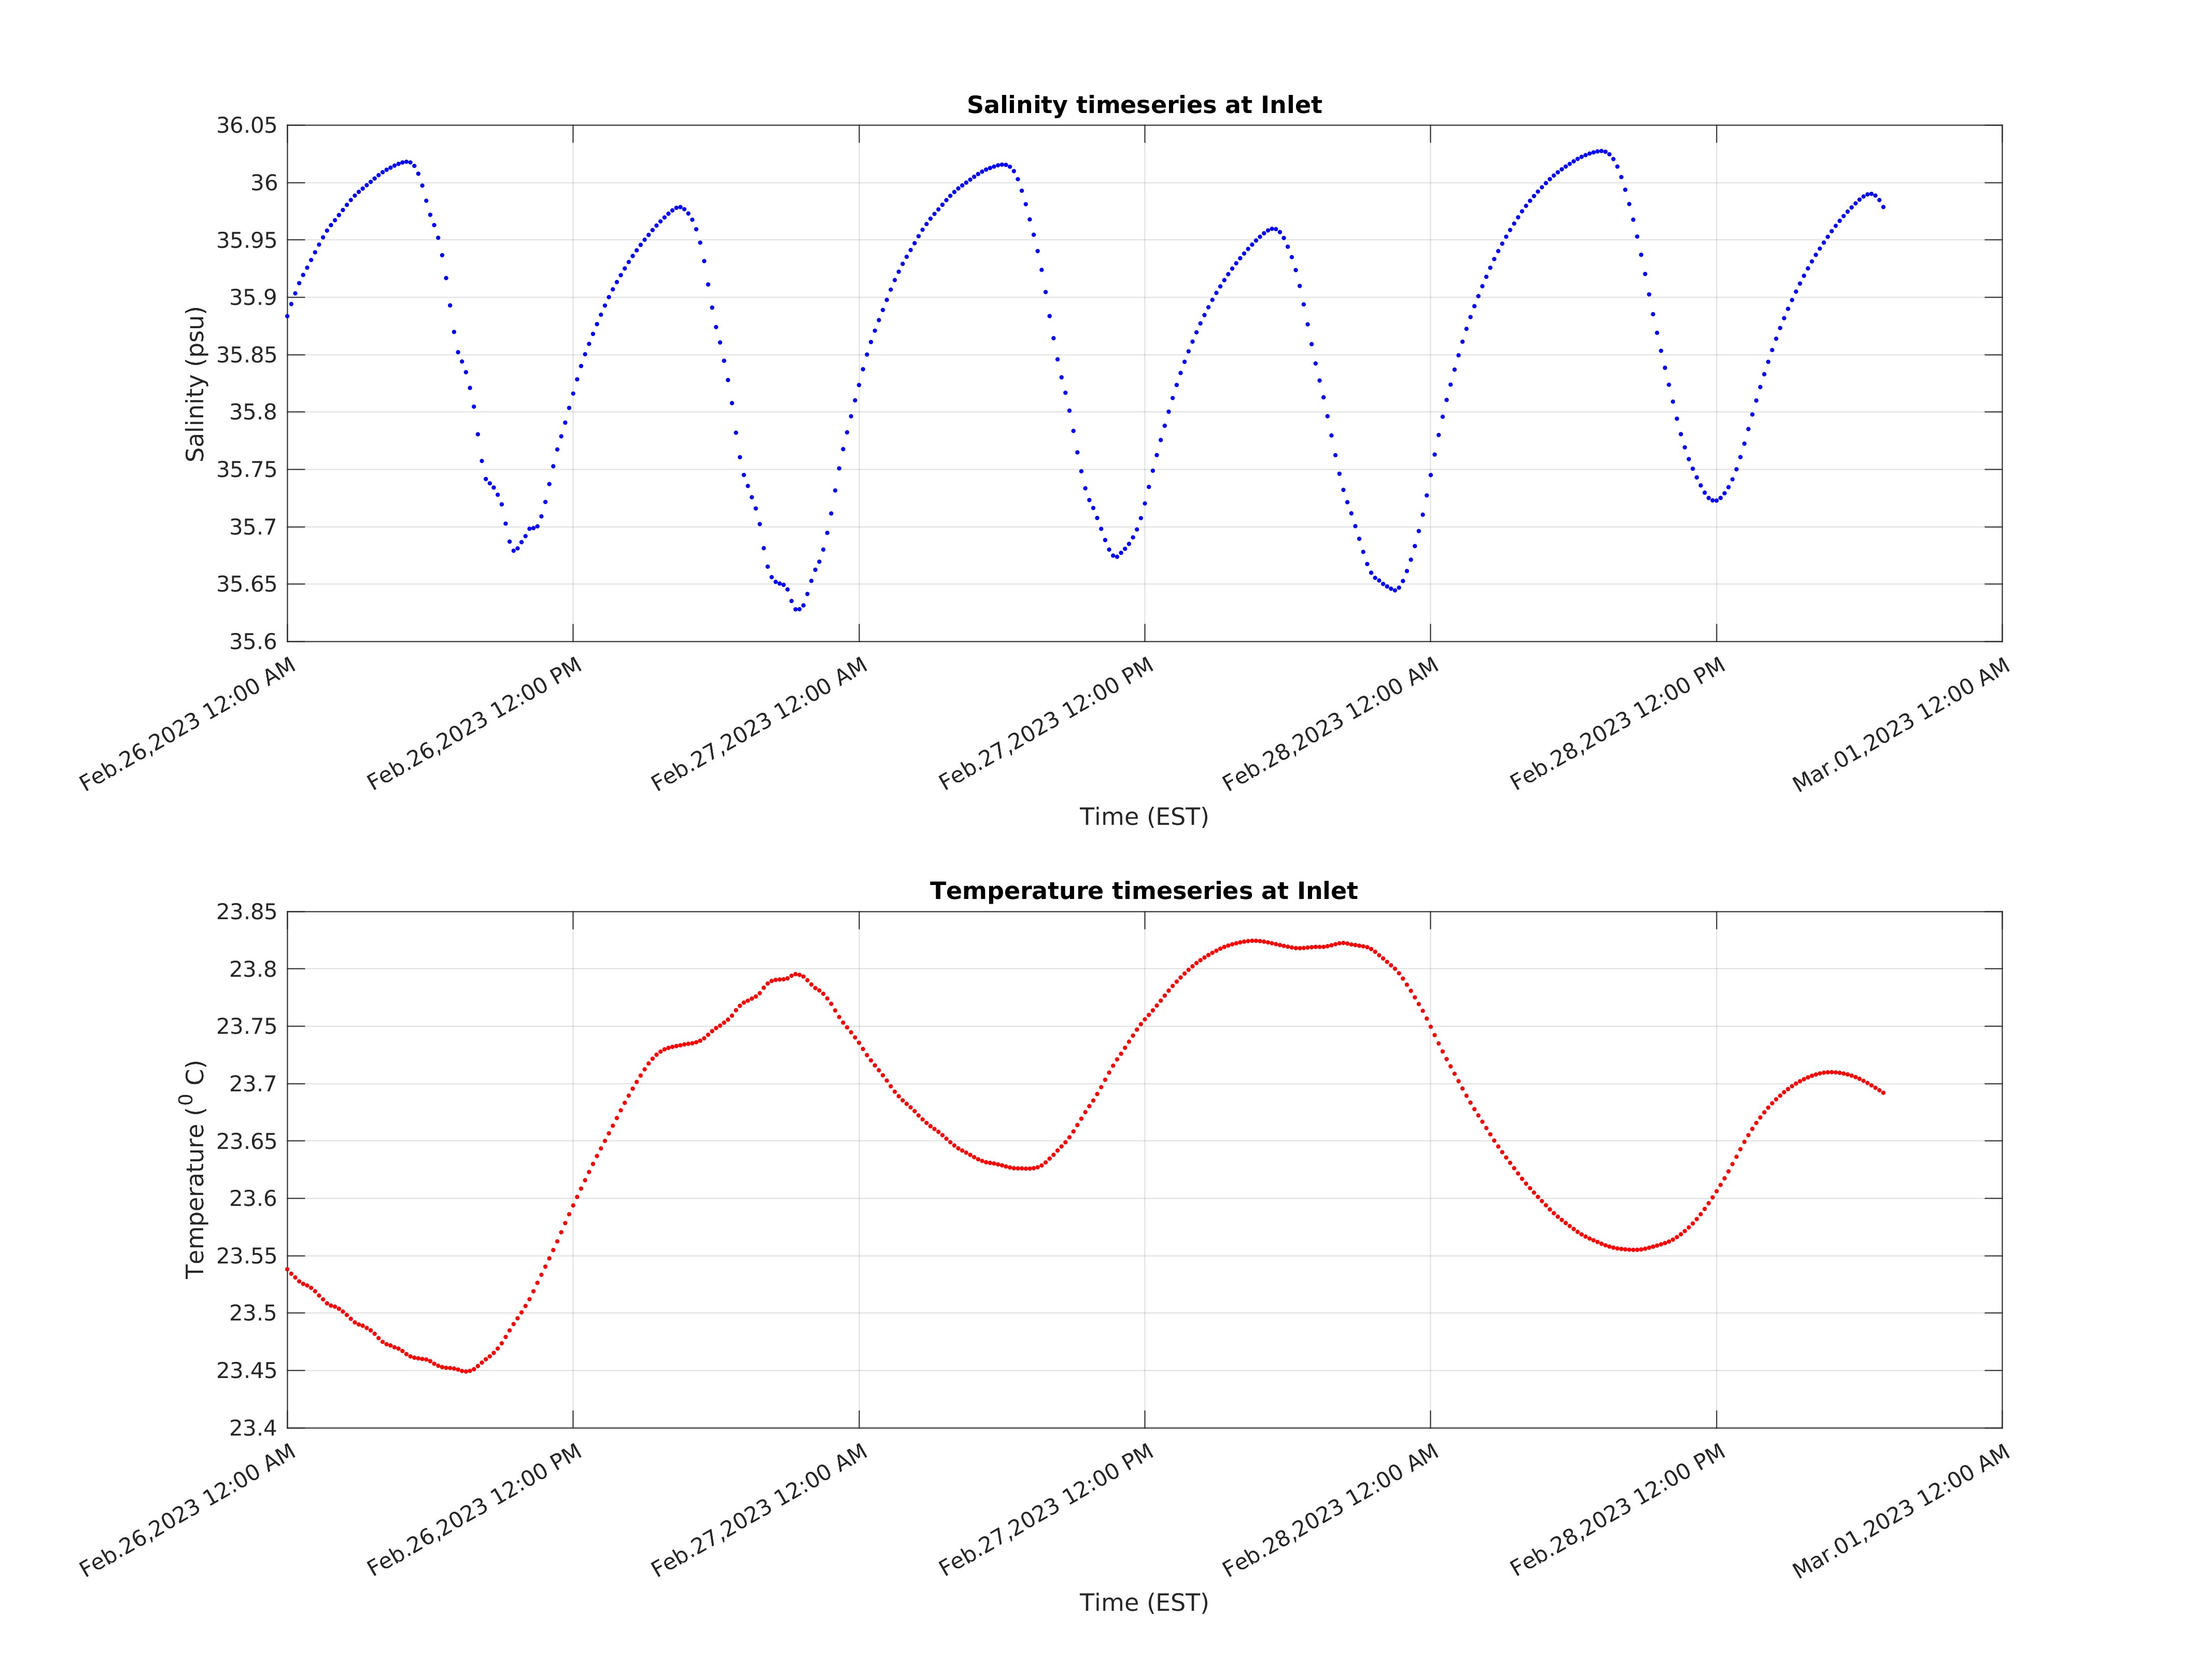 Salinity timeseries at Inlet
36.05
36
35.95
35.9
35.85
35.8
35.75
35.7
35.65
35.6
Salinity (psu)
Feb.26,2023 12:00 AM
Feb.26,2023 12:00 PM
Feb.27,2023 12:00 AM
Feb.27,2023 12:00 PM
Feb.28,2023 12:00 AM
Feb.28,2023 12:00 PM
Mar.01,2023 12:00 AM
Time (EST)
Temperature timeseries at Inlet
23.85
23.8
23.75
23.7
23.65
23.6
23.55
23.5
23.45
23.4
Temperature (⁰ C)
Feb.26,2023 12:00 AM
Feb.26,2023 12:00 PM
Feb.27,2023 12:00 AM
Feb.27,2023 12:00 PM
Feb.28,2023 12:00 AM
Feb.28,2023 12:00 PM
Mar.01,2023 12:00 AM
Time (EST)